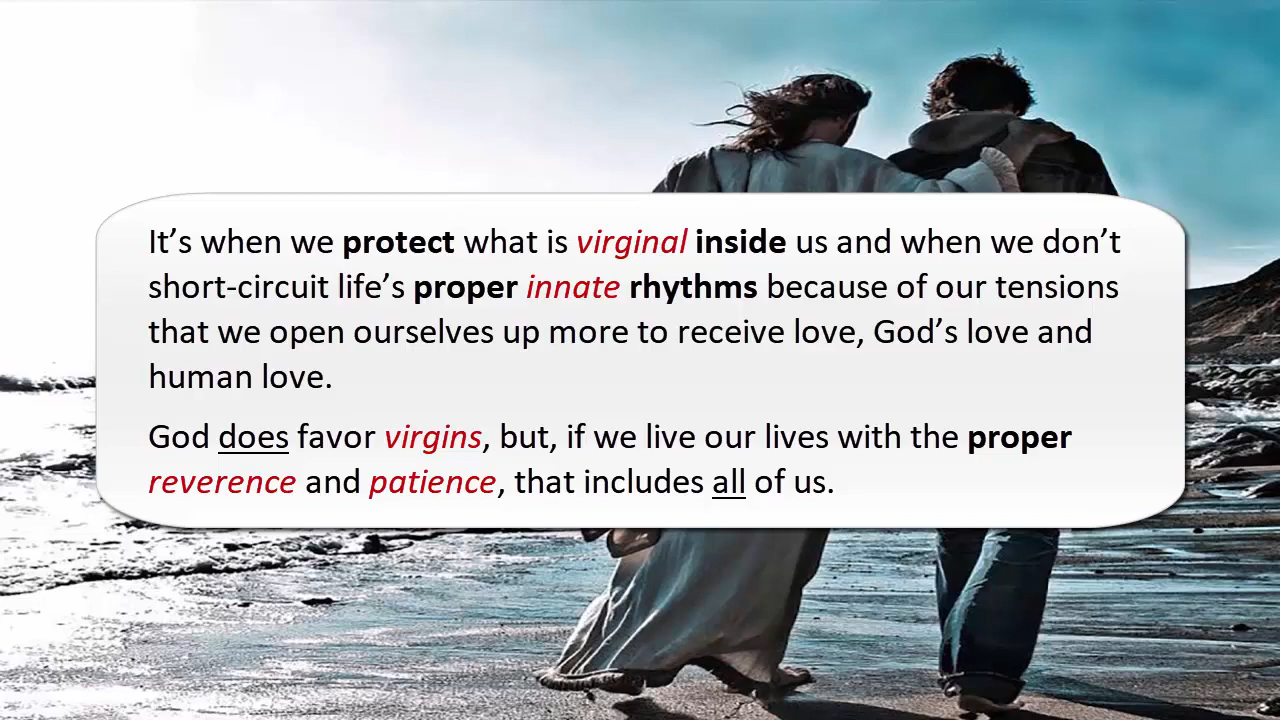 It’s when we protect what is virginal inside us and when we don’t
short-circuit life’s proper innate rhythms because of our tensions
that we open ourselves up more to receive love, God’s love and
human love.
God does favor virgins, but, if we live our lives with the proper
reverence and patience, that includes all of us.